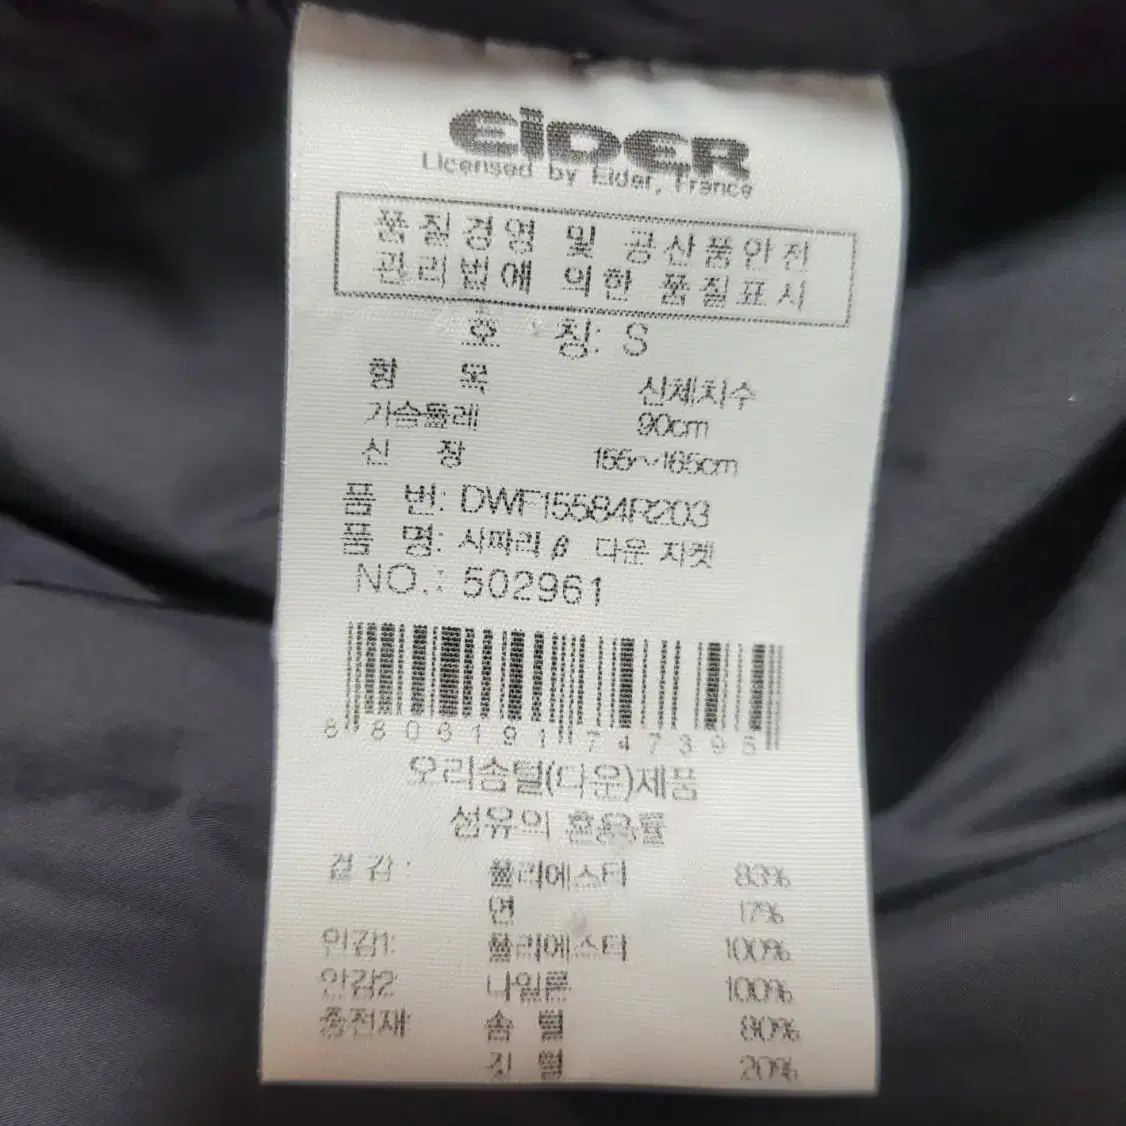 EiDER
Licensed by Eider, France
품질경영 및 공산품안전
관리법에 의한 품질표시
호 칭: S
항 목 신체치수
가슴둘레 90cm
신 장 155~165cm
품 번: DWF15584R203
품 명: 사파리β 다운 자켓
NO.: 502961
8 806191 747395
오리솜털(다운)제품
섬유의 혼용률
겉감: 폴리에스터 83%
면 17%
안감1: 폴리에스터 100%
안감2 나일론 100%
충전재 솜털 80%
깃털 20%